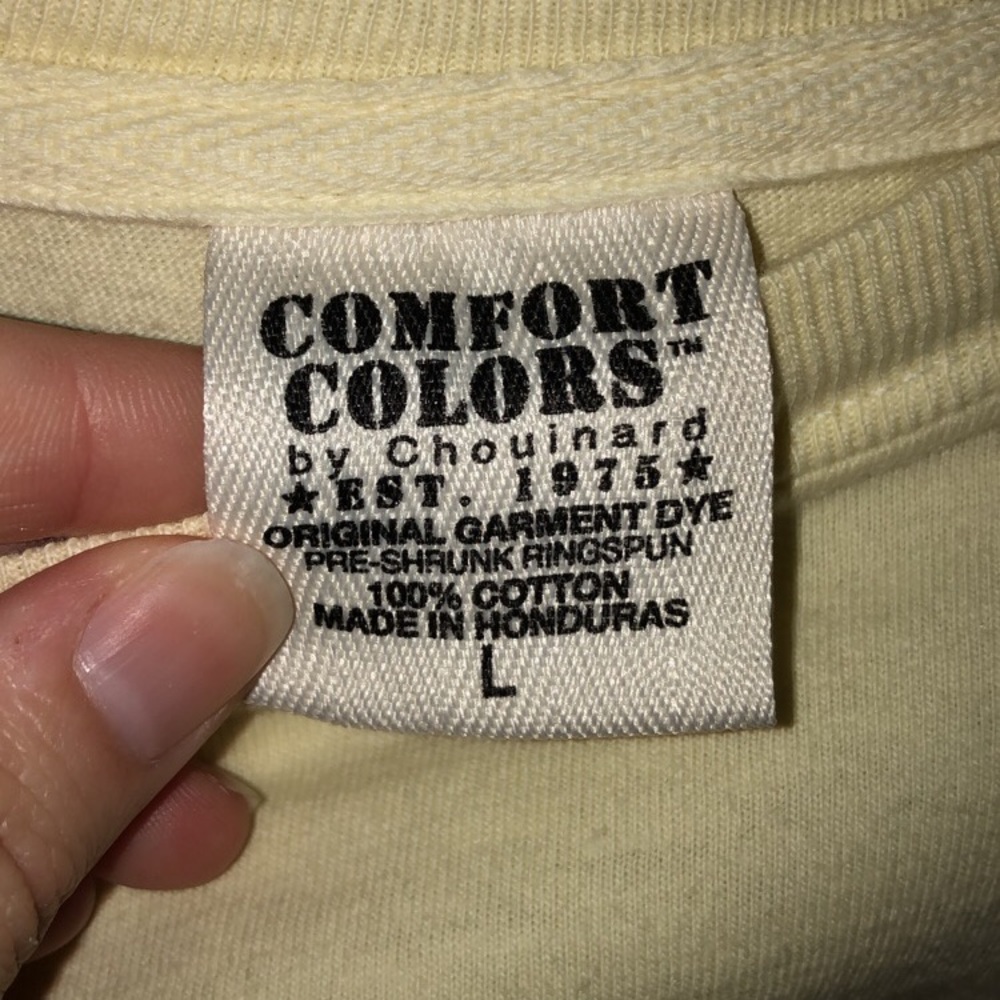 COMFORT
COLORS™
by Chouinard
★EST. 1975★
ORIGINAL GARMENT DYE
PRE-SHRUNK RINGSPUN
100% COTTON
MADE IN HONDURAS
L